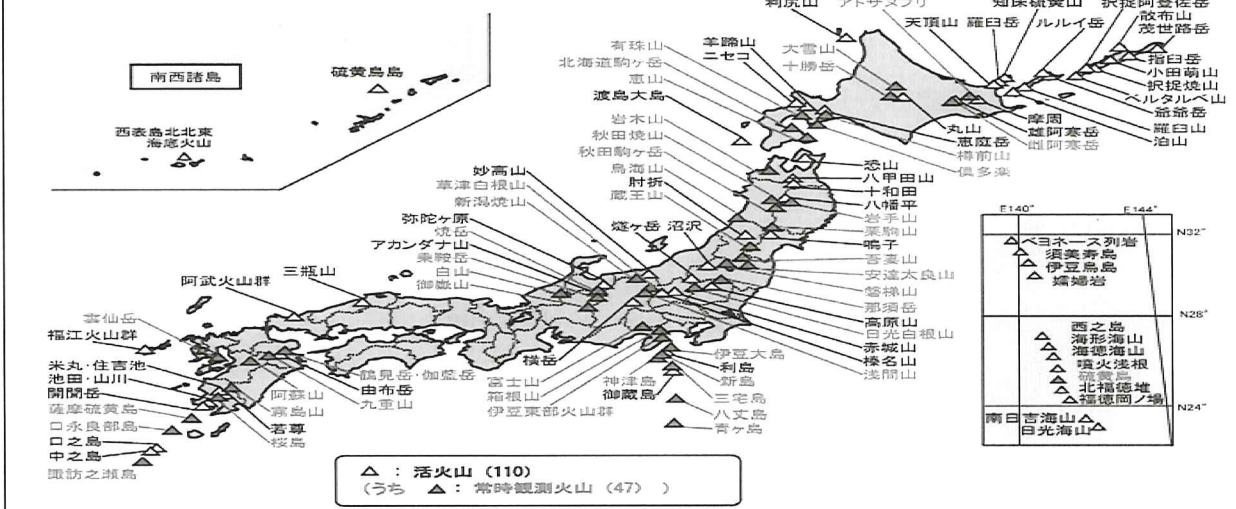 南西諸島
硫黄鳥島
西表島北北東
海底火山
利尻山
アトサヌプリ
知床硫黄山
択捉阿登佐岳
天頂山
羅臼岳
ルルイ岳
散布山
茂世路岳
指臼岳
小田萌山
択捉焼山
ベルタルベ山
爺爺岳
羅臼山
泊山
有珠山
羊蹄山
大雪山
北海道駒ヶ岳
ニセコ
十勝岳
恵山
渡島大島
摩周
丸山
雄阿寒岳
恵庭岳
雌阿寒岳
樽前山
倶多楽
岩木山
秋田焼山
秋田駒ヶ岳
鳥海山
肘折
蔵王山
恐山
八甲田山
十和田
八幡平
岩手山
栗駒山
鳴子
吾妻山
安達太良山
磐梯山
那須岳
高原山
日光白根山
赤城山
榛名山
浅間山
妙高山
草津白根山
新潟焼山
燧ヶ岳
沼沢
弥陀ヶ原
焼岳
アカンダナ山
乗鞍岳
白山
御嶽山
三瓶山
阿武火山群
雲仙岳
福江火山群
米丸・住吉池
池田・山川
開聞岳
薩摩硫黄島
口永良部島
口之島
中之島
諏訪之瀬島
鶴見岳・伽藍岳
由布岳
九重山
阿蘇山
霧島山
若尊
桜島
横岳
富士山
箱根山
伊豆東部火山群
伊豆大島
利島
新島
神津島
三宅島
御蔵島
八丈島
青ヶ島
E140°
E144°
N32°
ベヨネース列岩
須美寿島
伊豆鳥島
孀婦岩
N28°
西之島
海形海山
海徳海山
噴火浅根
硫黄島
北福徳堆
福徳岡ノ場
N24°
南日吉海山
日光海山
△ : 活火山 (110)
(うち ▲ : 常時観測火山 (47) )